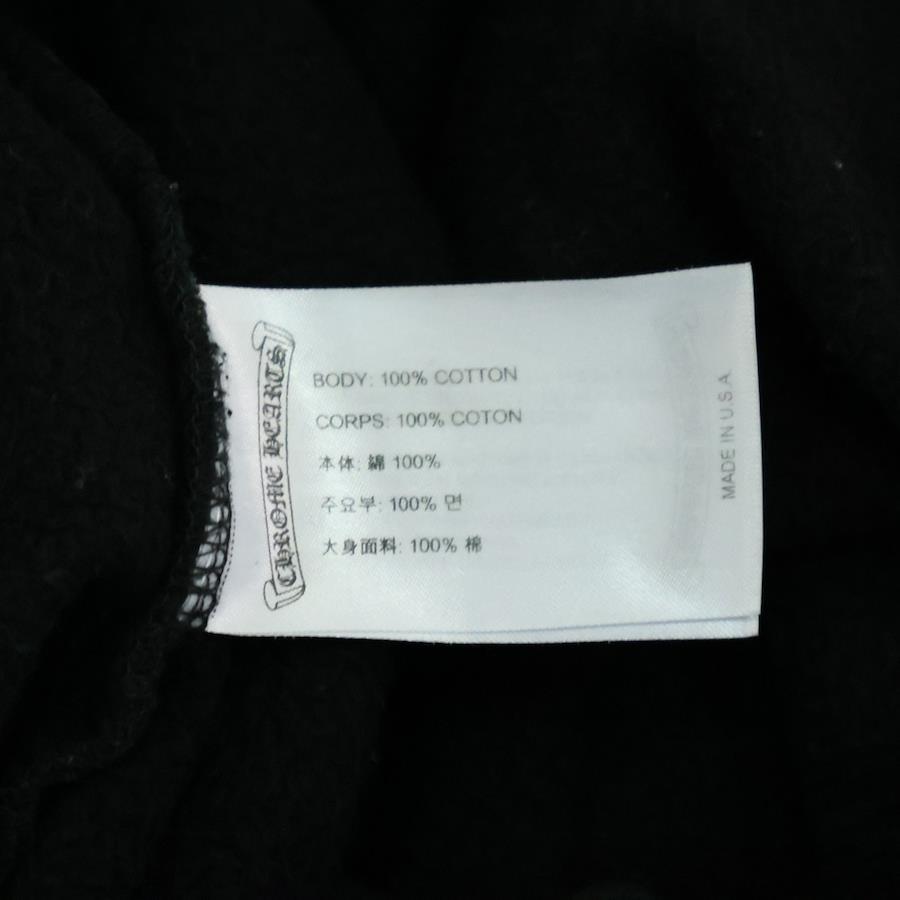 CHROME HEARTS
BODY: 100% COTTON
CORPS: 100% COTON
本体: 綿 100%
주요부: 100% 면
大身面料: 100% 棉
MADE IN U.S.A.